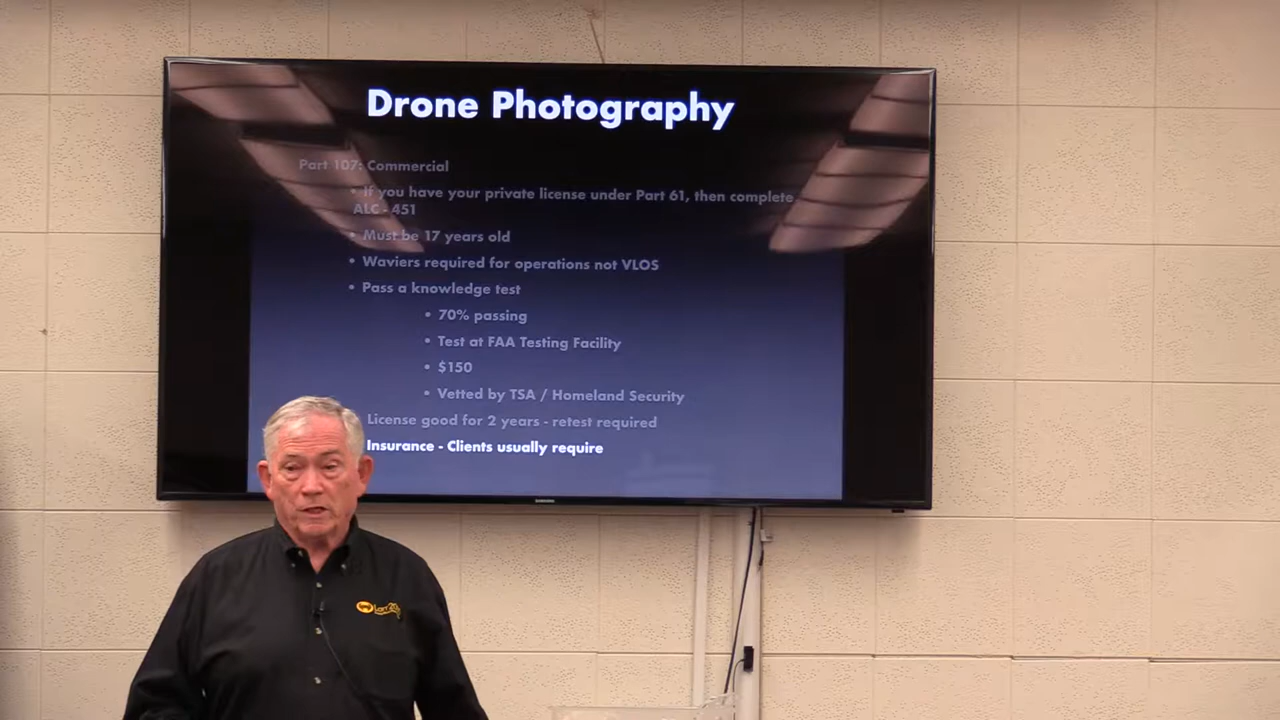 Drone Photography
Part 107: Commercial
• If you have your private license under Part 61, then complete
ALC - 451
• Must be 17 years old
• Waviers required for operations not VLOS
• Pass a knowledge test
• 70% passing
• Test at FAA Testing Facility
• $150
• Vetted by TSA / Homeland Security
License good for 2 years - retest required
Insurance - Clients usually require
SAMSUNG